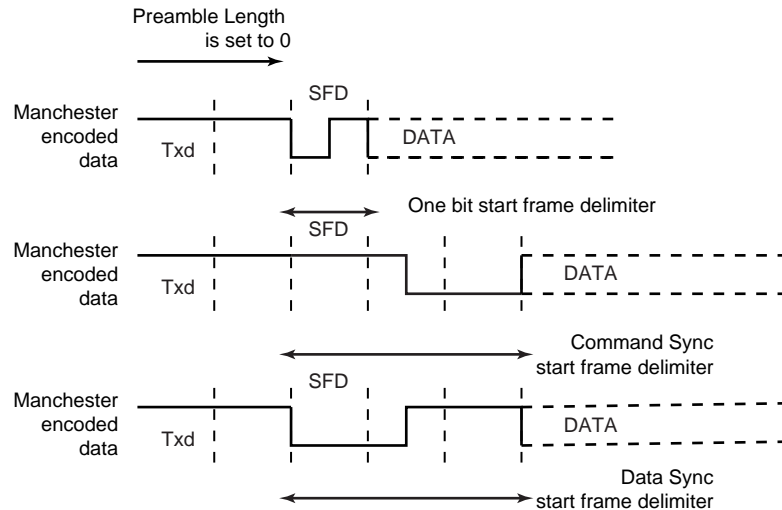 Preamble Length
is set to 0
SFD
Manchester
encoded
data
Txd
DATA
One bit start frame delimiter
SFD
Manchester
encoded
data
Txd
DATA
Command Sync
start frame delimiter
SFD
Manchester
encoded
data
Txd
DATA
Data Sync
start frame delimiter